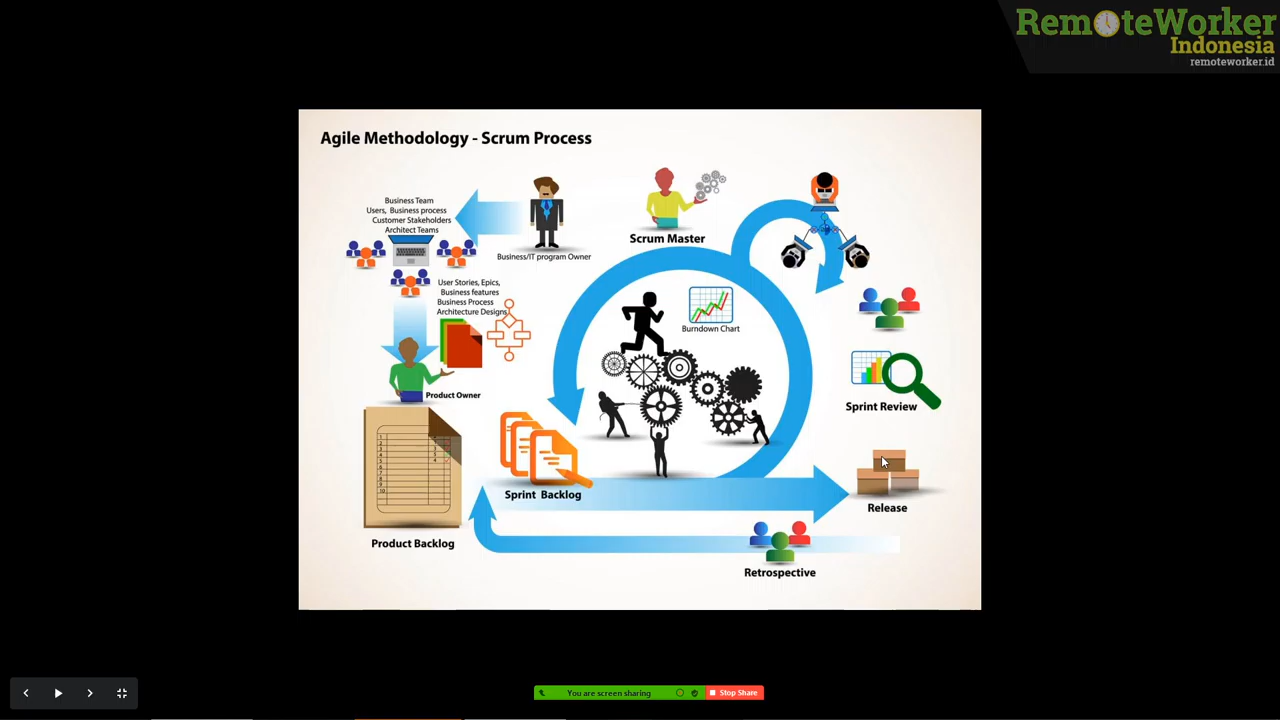 RemoteWorker
Indonesia
remoteworker.id
Agile Methodology - Scrum Process
Business Team
Users, Business process
Customer Stakeholders
Architect Teams
Business/IT program Owner
Scrum Master
User Stories, Epics,
Business features
Business Process
Architecture Designs
Burndown Chart
Product Owner
Sprint Review
Sprint Backlog
Release
Product Backlog
Retrospective
You are screen sharing
Stop Share